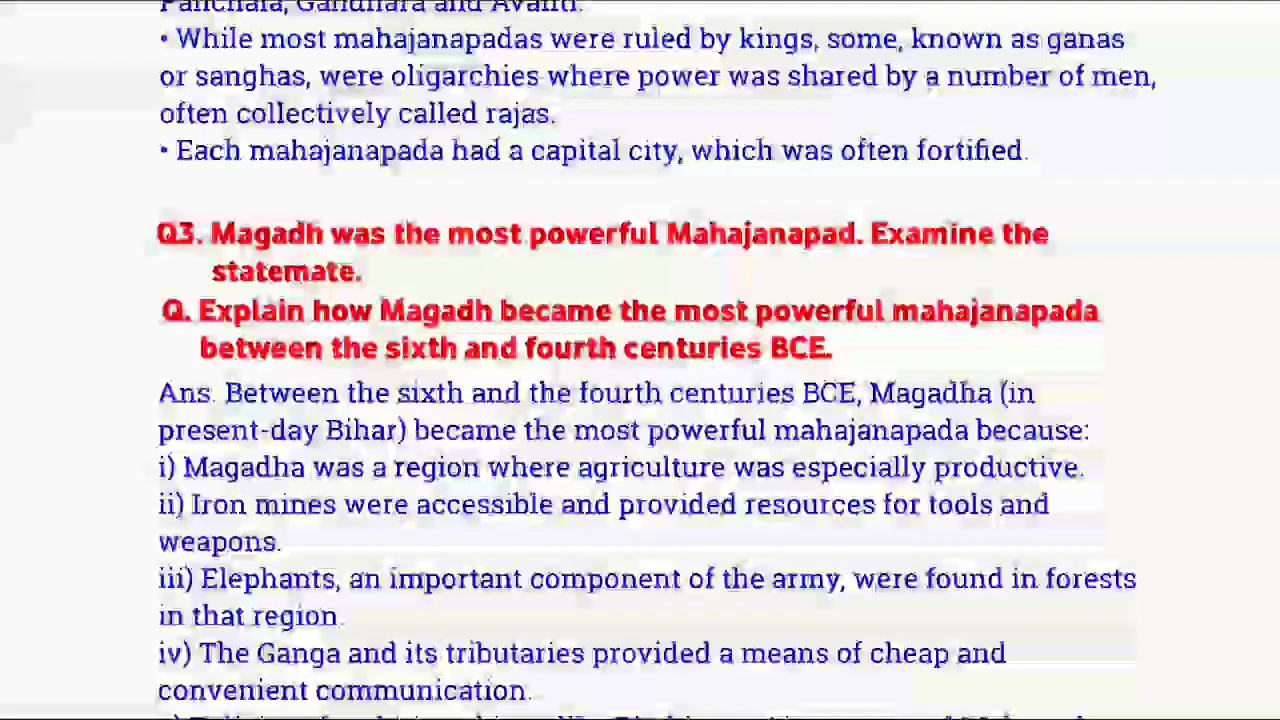 Panchala, Gandhara and Avanti.
• While most mahajanapadas were ruled by kings, some, known as ganas
or sanghas, were oligarchies where power was shared by a number of men,
often collectively called rajas.
• Each mahajanapada had a capital city, which was often fortified.
Q3. Magadh was the most powerful Mahajanapad. Examine the
statemate.
Q. Explain how Magadh became the most powerful mahajanapada
between the sixth and fourth centuries BCE.
Ans. Between the sixth and the fourth centuries BCE, Magadha (in
present-day Bihar) became the most powerful mahajanapada because:
i) Magadha was a region where agriculture was especially productive.
ii) Iron mines were accessible and provided resources for tools and
weapons.
iii) Elephants, an important component of the army, were found in forests
in that region.
iv) The Ganga and its tributaries provided a means of cheap and
convenient communication.